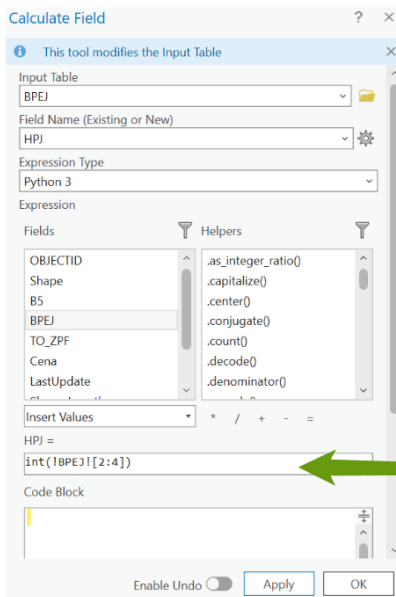 Calculate Field ? ×
This tool modifies the Input Table ×
Input Table
BPEJ
Field Name (Existing or New)
HPJ
Expression Type
Python 3
Expression
Fields
Helpers
OBJECTID
Shape
B5
BPEJ
TO_ZPF
Cena
LastUpdate
.as_integer_ratio()
.capitalize()
.center()
.conjugate()
.count()
.decode()
.denominator()
Insert Values
* / + - =
HPJ =
int(!BPEJ![2:4])
Code Block
Enable Undo
Apply
OK